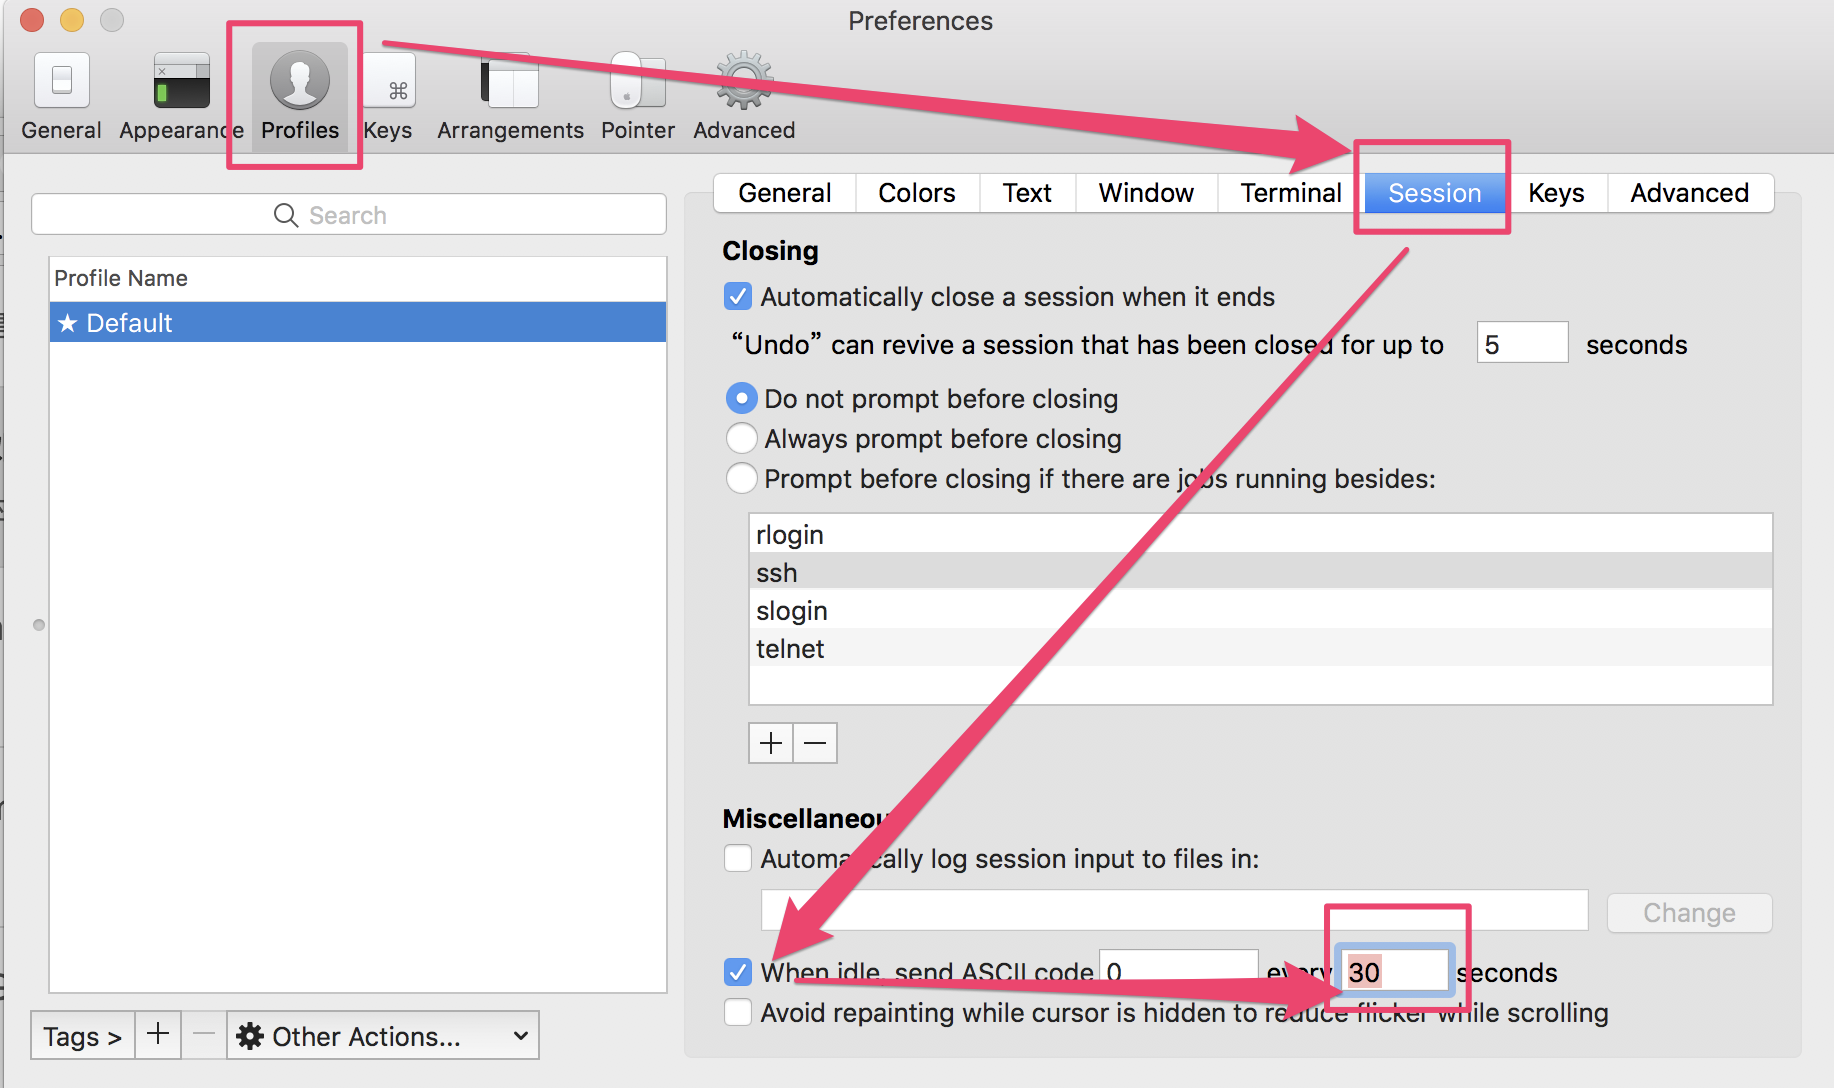 Preferences
General Appearance Profiles Keys Arrangements Pointer Advanced
Search
Profile Name
★ Default
Tags > + — Other Actions...
General Colors Text Window Terminal Session Keys Advanced
Closing
Automatically close a session when it ends
“Undo” can revive a session that has been closed for up to 5 seconds
Do not prompt before closing
Always prompt before closing
Prompt before closing if there are jobs running besides:
rlogin
ssh
slogin
telnet
+ —
Miscellaneou
Automatically log session input to files in:
Change
When idle, send ASCII code 0 every 30 seconds
Avoid repainting while cursor is hidden to reduce flicker while scrolling